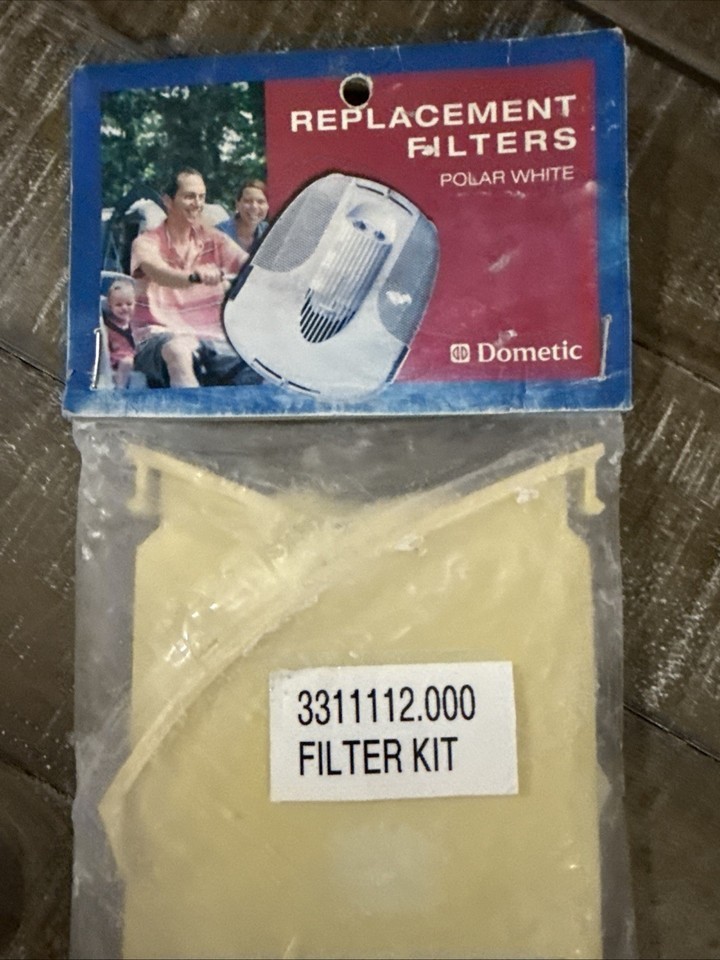 REPLACEMENT
FILTERS
POLAR WHITE
Dometic
3311112.000
FILTER KIT